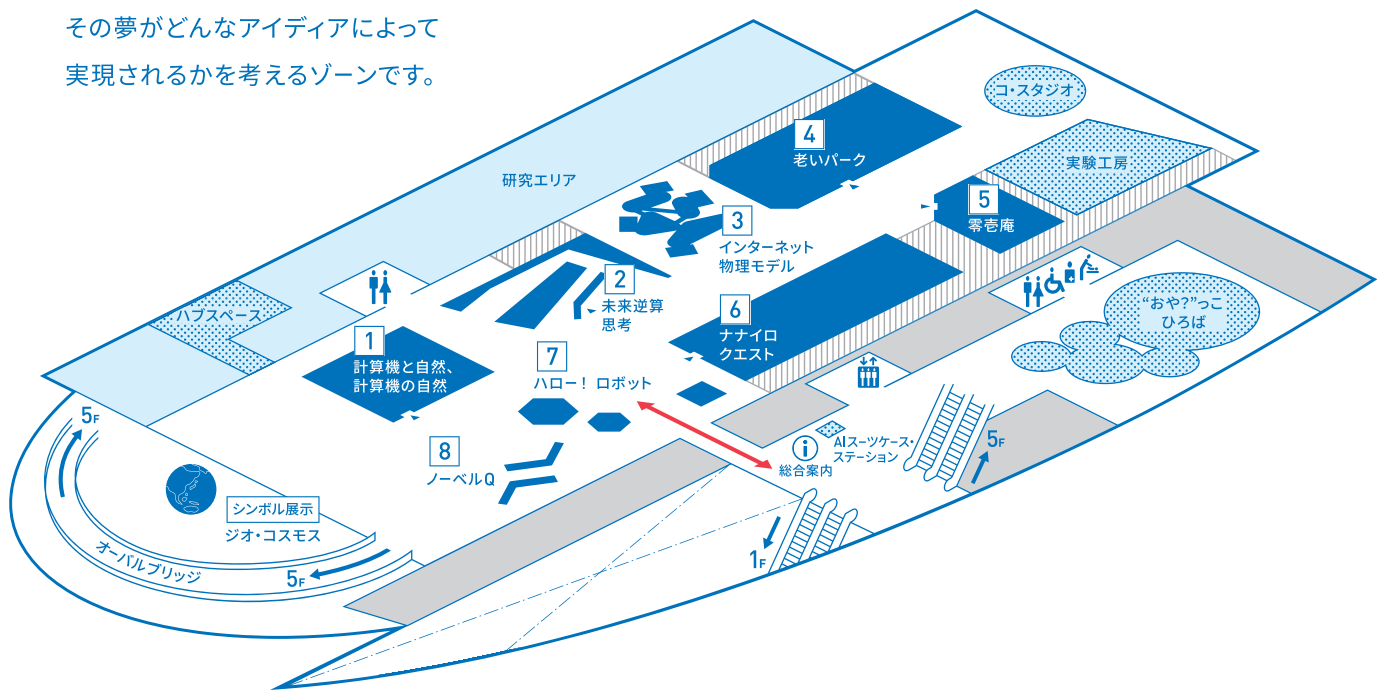 その夢がどんなアイディアによって
実現されるかを考えるゾーンです。
コ・スタジオ
4
老いパーク
実験工房
研究エリア
5
零壱庵
3
インターネット
物理モデル
2
未来逆算
思考
“おや?”っこ
ひろば
ハブスペース
6
ナナイロ
クエスト
1
計算機と自然、
計算機の自然
7
ハロー! ロボット
5F
8
ノーベルQ
AIスーツケース・
ステーション
総合案内
5F
シンボル展示
ジオ・コスモス
オーバルブリッジ
5F
1F